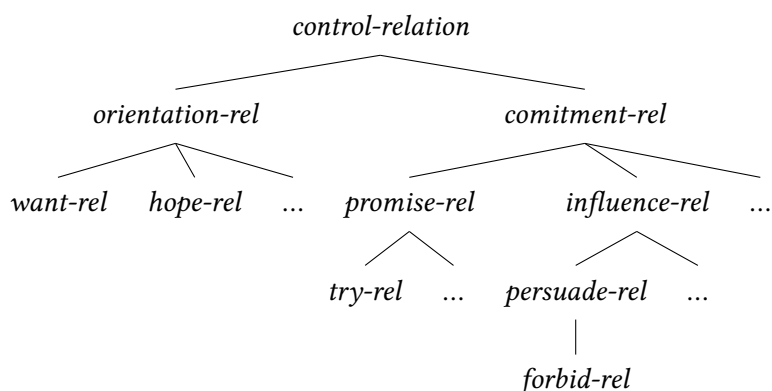 control-relation
orientation-rel comitment-rel
want-rel hope-rel ... promise-rel influence-rel ...
try-rel ... persuade-rel ...
forbid-rel